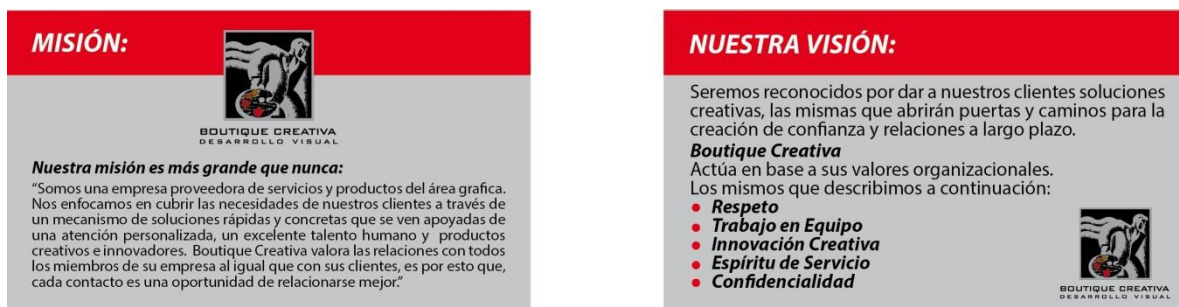 MISIÓN:
BOUTIQUE CREATIVA
DESARROLLO VISUAL
Nuestra misión es más grande que nunca:
“Somos una empresa proveedora de servicios y productos del área grafica.
Nos enfocamos en cubrir las necesidades de nuestros clientes a través de
un mecanismo de soluciones rápidas y concretas que se ven apoyadas de
una atención personalizada, un excelente talento humano y productos
creativos e innovadores. Boutique Creativa valora las relaciones con todos
los miembros de su empresa al igual que con sus clientes, es por esto que,
cada contacto es una oportunidad de relacionarse mejor.”
NUESTRA VISIÓN:
Seremos reconocidos por dar a nuestros clientes soluciones
creativas, las mismas que abrirán puertas y caminos para la
creación de confianza y relaciones a largo plazo.
Boutique Creativa
Actúa en base a sus valores organizacionales.
Los mismos que describimos a continuación:
● Respeto
● Trabajo en Equipo
● Innovación Creativa
● Espíritu de Servicio
● Confidencialidad
BOUTIQUE CREATIVA
DESARROLLO VISUAL